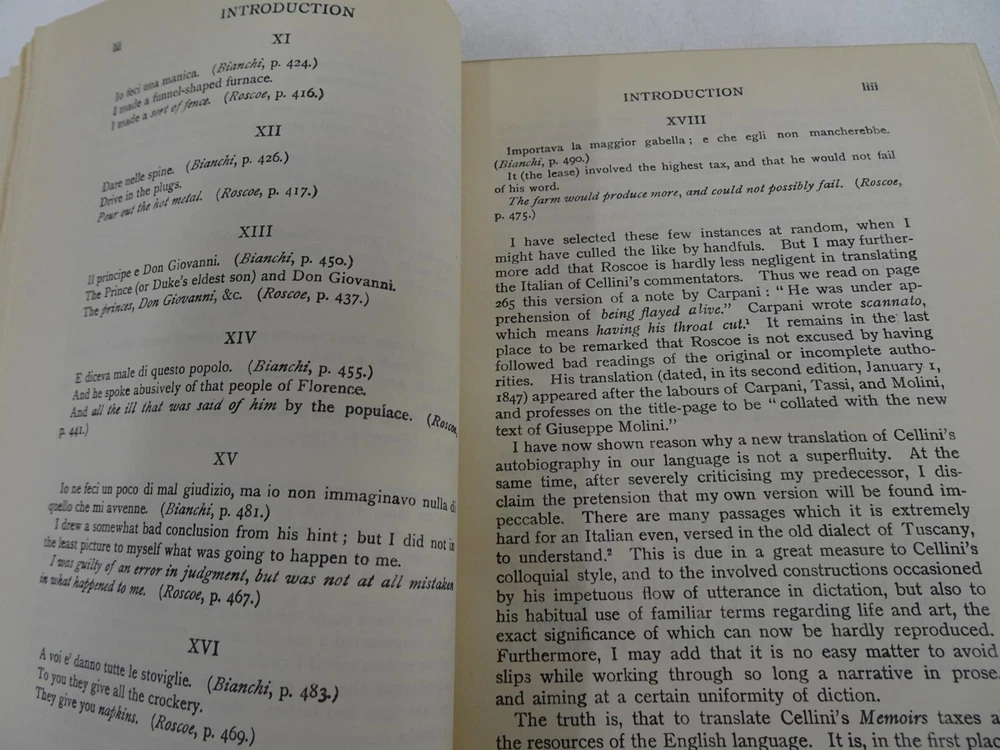 INTRODUCTION
XI
Io feci una manica. (Bianchi, p. 424.)
I made a funnel-shaped furnace.
I made a sort of fence. (Roscoe, p. 416.)
XII
Dare nelle spine. (Bianchi, p. 426.)
Drive in the plugs.
Pour out the hot metal. (Roscoe, p. 417.)
XIII
Il principe e Don Giovanni. (Bianchi, p. 450.)
The Prince (or Duke's eldest son) and Don Giovanni.
The princes, Don Giovanni, &c. (Roscoe, p. 437.)
XIV
E diceva male di questo popolo. (Bianchi, p. 455.)
And he spoke abusively of that people of Florence.
And all the ill that was said of him by the populace. (Roscoe,
p. 441.)
XV
Io ne feci un poco di mal giudizio, ma io non immaginavo nulla di
quello che mi avvenne. (Bianchi, p. 481.)
I drew a somewhat bad conclusion from his hint; but I did not in
the least picture to myself what was going to happen to me.
I was guilty of an error in judgment, but was not at all mistaken
in what happened to me. (Roscoe, p. 467.)
XVI
A voi e' danno tutte le stoviglie. (Bianchi, p. 483.)
To you they give all the crockery.
They give you napkins. (Roscoe, p. 469.)
INTRODUCTION liii
XVIII
Importava la maggior gabella; e che egli non mancherebbe.
(Bianchi, p. 490.)
It (the lease) involved the highest tax, and that he would not fail
of his word.
The farm would produce more, and could not possibly fail. (Roscoe,
p. 475.)
I have selected these few instances at random, when I
might have culled the like by handfuls. But I may further-
more add that Roscoe is hardly less negligent in translating
the Italian of Cellini's commentators. Thus we read on page
265 this version of a note by Carpani: "He was under ap-
prehension of being flayed alive." Carpani wrote scannato,
which means having his throat cut.¹ It remains in the last
place to be remarked that Roscoe is not excused by having
followed bad readings of the original or incomplete autho-
rities. His translation (dated, in its second edition, January 1,
1847) appeared after the labours of Carpani, Tassi, and Molini,
and professes on the title-page to be "collated with the new
text of Giuseppe Molini."
I have now shown reason why a new translation of Cellini's
autobiography in our language is not a superfluity. At the
same time, after severely criticising my predecessor, I dis-
claim the pretension that my own version will be found im-
peccable. There are many passages which it is extremely
hard for an Italian even, versed in the old dialect of Tuscany,
to understand.² This is due in a great measure to Cellini's
colloquial style, and to the involved constructions occasioned
by his impetuous flow of utterance in dictation, but also to
his habitual use of familiar terms regarding life and art, the
exact significance of which can now be hardly reproduced.
Furthermore, I may add that it is no easy matter to avoid
slips while working through so long a narrative in prose,
and aiming at a certain uniformity of diction.
The truth is, that to translate Cellini's Memoirs taxes a
the resources of the English language. It is, in the first plac